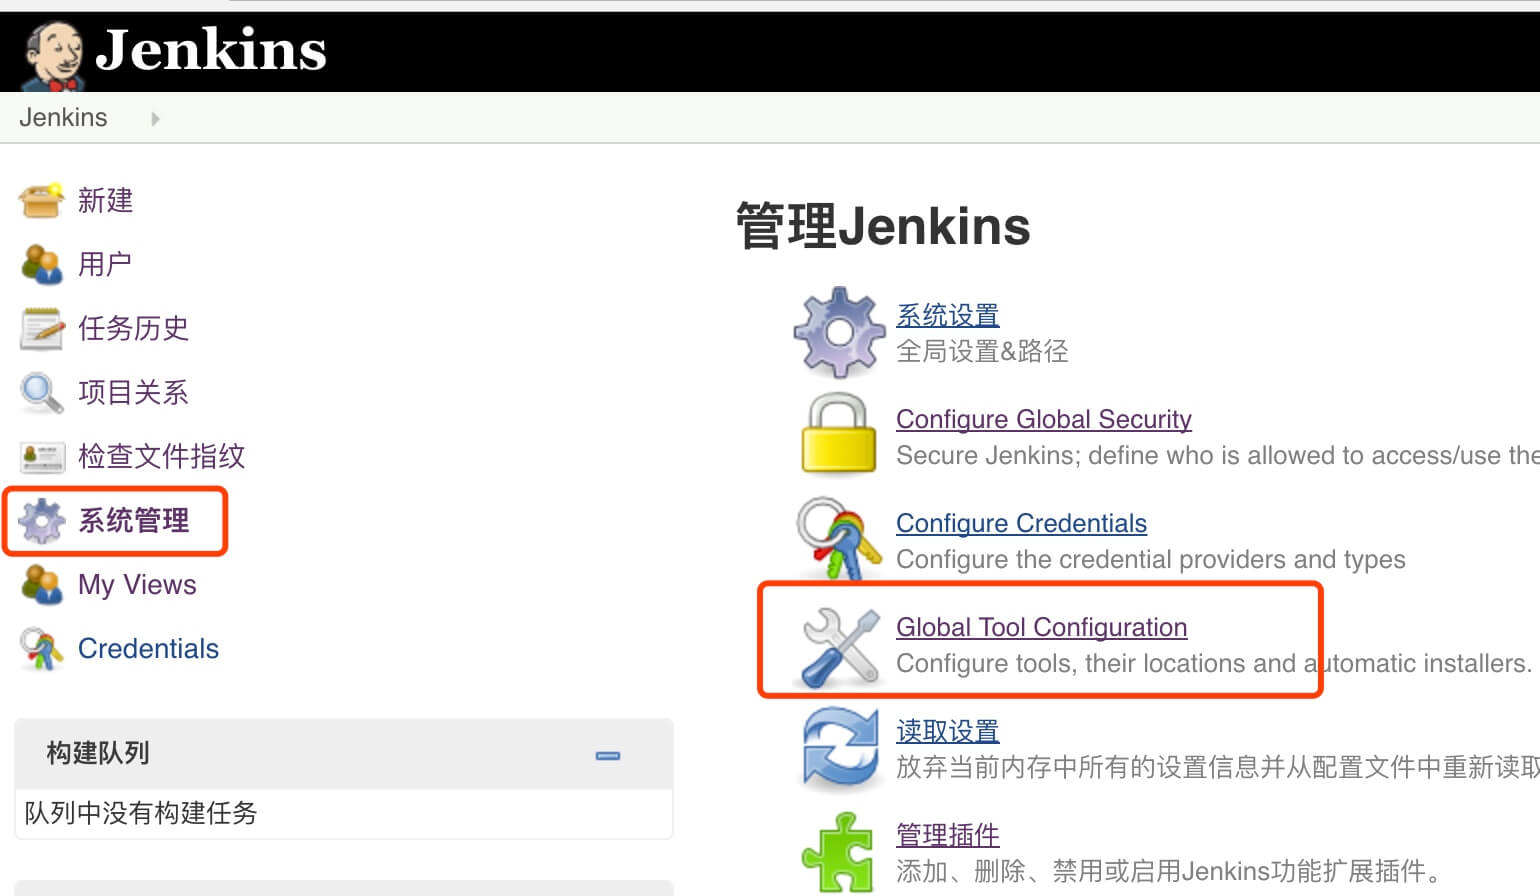 Jenkins
Jenkins
新建
用户
任务历史
项目关系
检查文件指纹
系统管理
My Views
Credentials
构建队列
队列中没有构建任务
管理Jenkins
系统设置
全局设置&路径
Configure Global Security
Secure Jenkins; define who is allowed to access/use the
Configure Credentials
Configure the credential providers and types
Global Tool Configuration
Configure tools, their locations and automatic installers.
读取设置
放弃当前内存中所有的设置信息并从配置文件中重新读取
管理插件
添加、删除、禁用或启用Jenkins功能扩展插件。